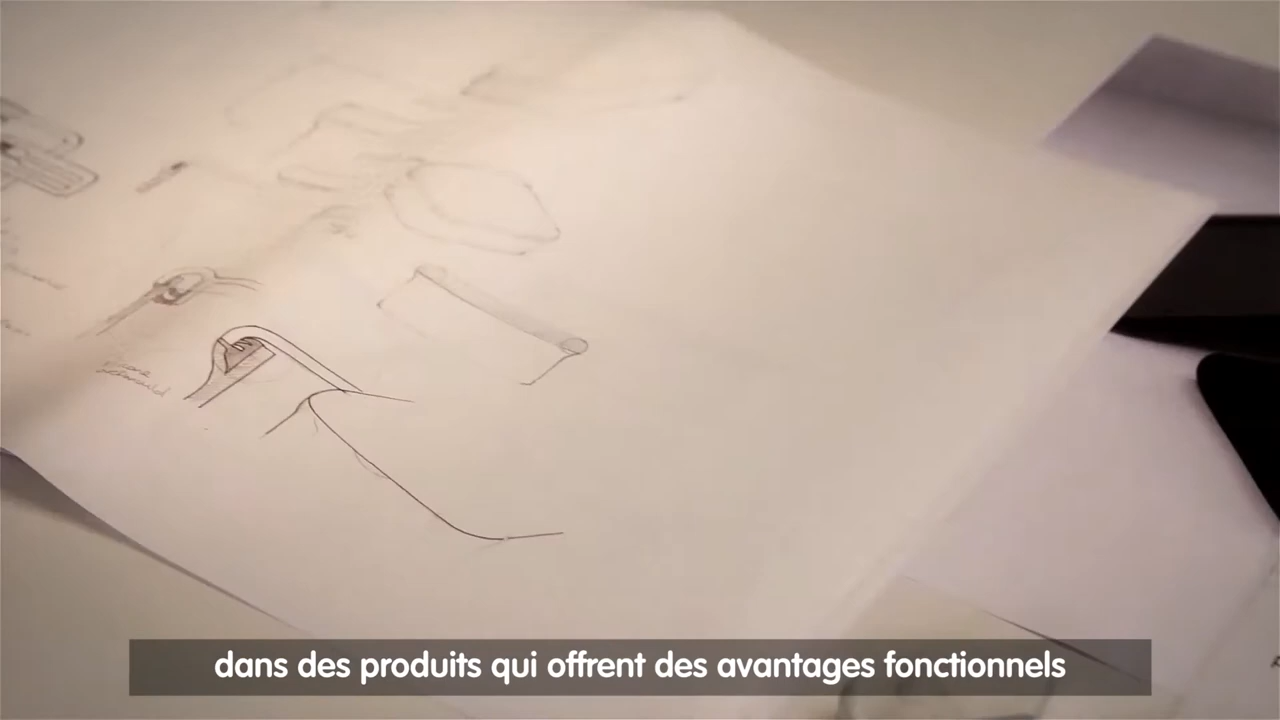 dans des produits qui offrent des avantages fonctionnels